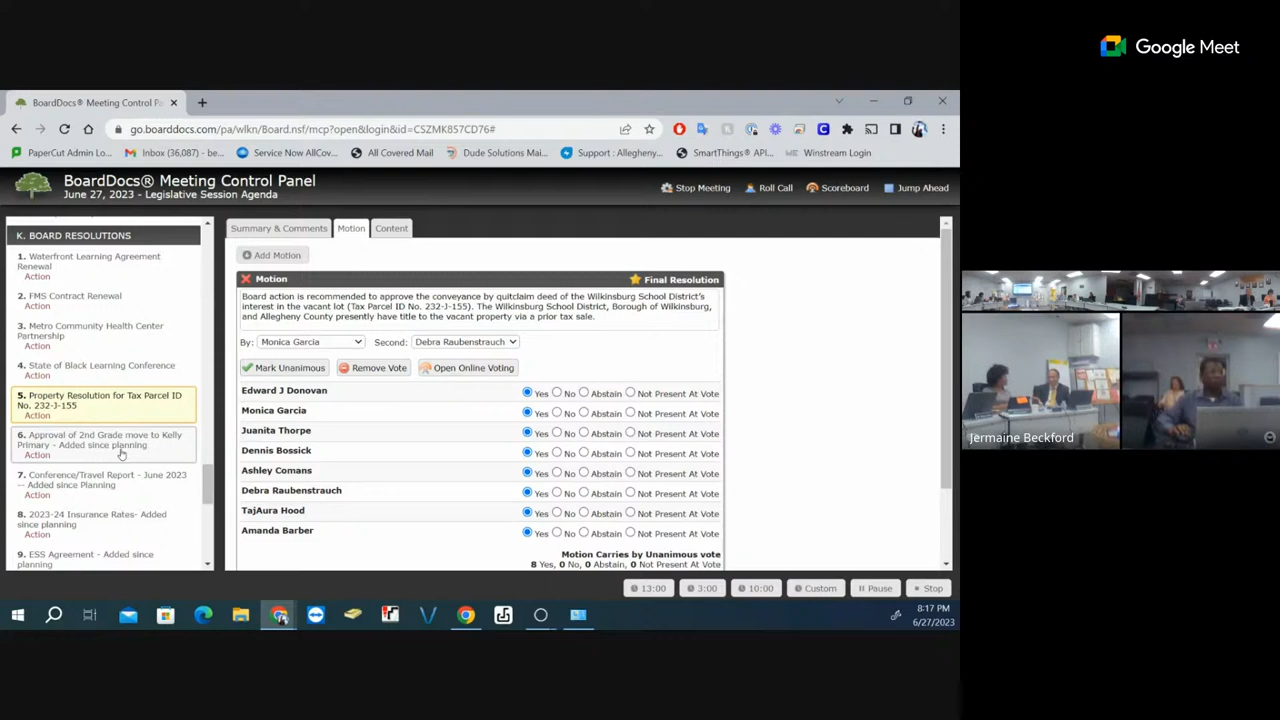 Google Meet
BoardDocs® Meeting Control Pa
go.boarddocs.com/pa/wlkn/Board.nsf/mcp?open&login&id=CSZMK857CD76#
PaperCut Admin Lo...
Inbox (36,087) - be...
Service Now AllCov...
All Covered Mail
Dude Solutions Mai...
Support : Allegheny...
SmartThings® API...
Winstream Login
BoardDocs® Meeting Control Panel
June 27, 2023 - Legislative Session Agenda
Stop Meeting
Roll Call
Scoreboard
Jump Ahead
K. BOARD RESOLUTIONS
1. Waterfront Learning Agreement
Renewal
Action
2. FMS Contract Renewal
Action
3. Metro Community Health Center
Partnership
Action
4. State of Black Learning Conference
Action
5. Property Resolution for Tax Parcel ID
No. 232-J-155
Action
6. Approval of 2nd Grade move to Kelly
Primary - Added since planning
Action
7. Conference/Travel Report - June 2023
-- Added since Planning
Action
8. 2023-24 Insurance Rates- Added
since planning
Action
9. ESS Agreement - Added since
planning
Summary & Comments
Motion
Content
Add Motion
Motion
Final Resolution
Board action is recommended to approve the conveyance by quitclaim deed of the Wilkinsburg School District's
interest in vacant lot (Tax Parcel ID No. 232-J-155). The Wilkinsburg School District, Borough of Wilkinsburg,
and Allegheny County presently have title to the vacant property via a prior tax sale.
By: Monica Garcia Second: Debra Raubenstrauch
Mark Unanimous
Remove Vote
Open Online Voting
Edward J Donovan Yes No Abstain Not Present At Vote
Monica Garcia Yes No Abstain Not Present At Vote
Juanita Thorpe Yes No Abstain Not Present At Vote
Dennis Bossick Yes No Abstain Not Present At Vote
Ashley Comans Yes No Abstain Not Present At Vote
Debra Raubenstrauch Yes No Abstain Not Present At Vote
TajAura Hood Yes No Abstain Not Present At Vote
Amanda Barber Yes No Abstain Not Present At Vote
Motion Carries by Unanimous vote
8 Yes, 0 No, 0 Abstain, 0 Not Present At Vote
13:00
3:00
10:00
Custom
Pause
Stop
8:17 PM
6/27/2023
Jermaine Beckford